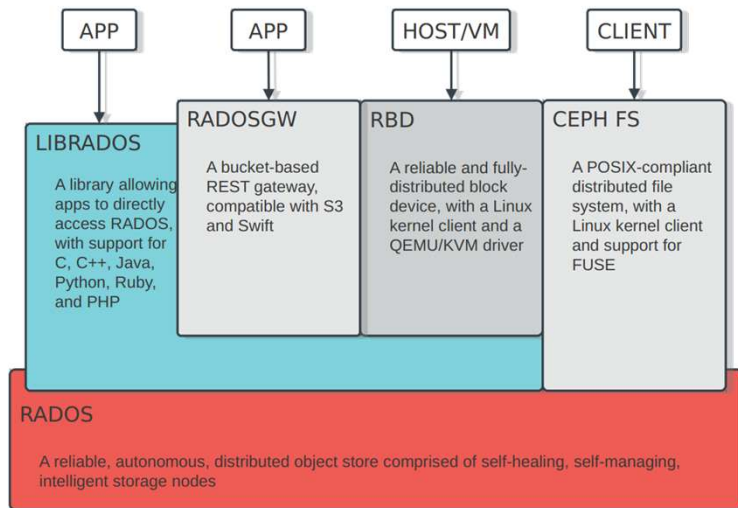 APP
APP
HOST/VM
CLIENT
LIBRADOS
A library allowing
apps to directly
access RADOS,
with support for
C, C++, Java,
Python, Ruby,
and PHP
RADOSGW
A bucket-based
REST gateway,
compatible with S3
and Swift
RBD
A reliable and fully-
distributed block
device, with a Linux
kernel client and a
QEMU/KVM driver
CEPH FS
A POSIX-compliant
distributed file
system, with a
Linux kernel client
and support for
FUSE
RADOS
A reliable, autonomous, distributed object store comprised of self-healing, self-managing,
intelligent storage nodes